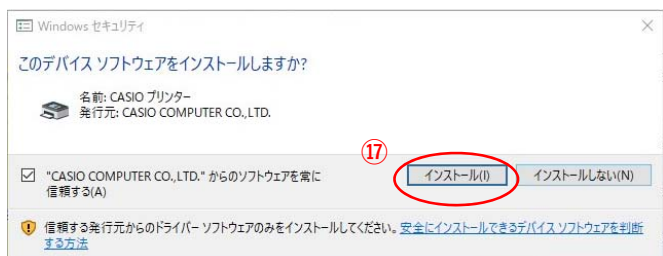 Windows セキュリティ
このデバイス ソフトウェアをインストールしますか?
名前: CASIO プリンター
発行元: CASIO COMPUTER CO.,LTD.
⑰
"CASIO COMPUTER CO.,LTD." からのソフトウェアを常に
信頼する(A)
インストール(I)
インストールしない(N)
信頼する発行元からのドライバー ソフトウェアのみをインストールしてください。安全にインストールできるデバイス ソフトウェアを判断
する方法